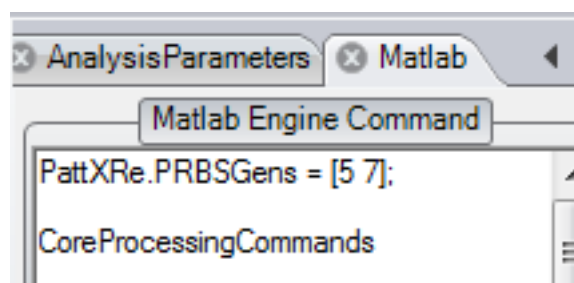 AnalysisParameters Matlab
Matlab Engine Command
PattXRe.PRBSGens = [5 7];
CoreProcessingCommands